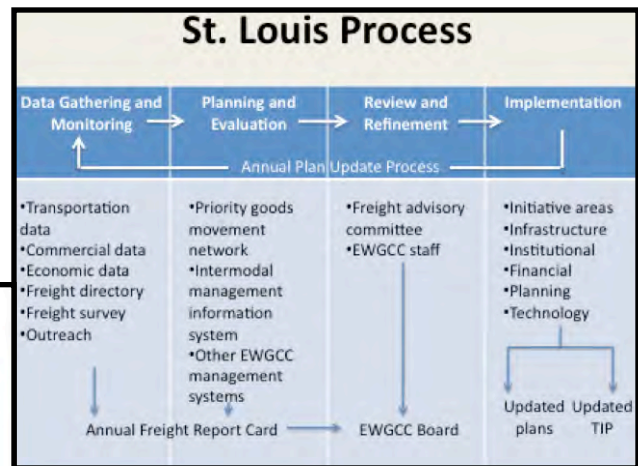 St. Louis Process
Data Gathering and
Monitoring
Planning and
Evaluation
Review and
Refinement
Implementation
Annual Plan Update Process
•Transportation
data
•Commercial data
•Economic data
•Freight directory
•Freight survey
•Outreach
•Priority goods
movement
network
•Intermodal
management
information
system
•Other EWGCC
management
systems
•Freight advisory
committee
•EWGCC staff
•Initiative areas
•Infrastructure
•Institutional
•Financial
•Planning
•Technology
Annual Freight Report Card
EWGCC Board
Updated
plans
Updated
TIP